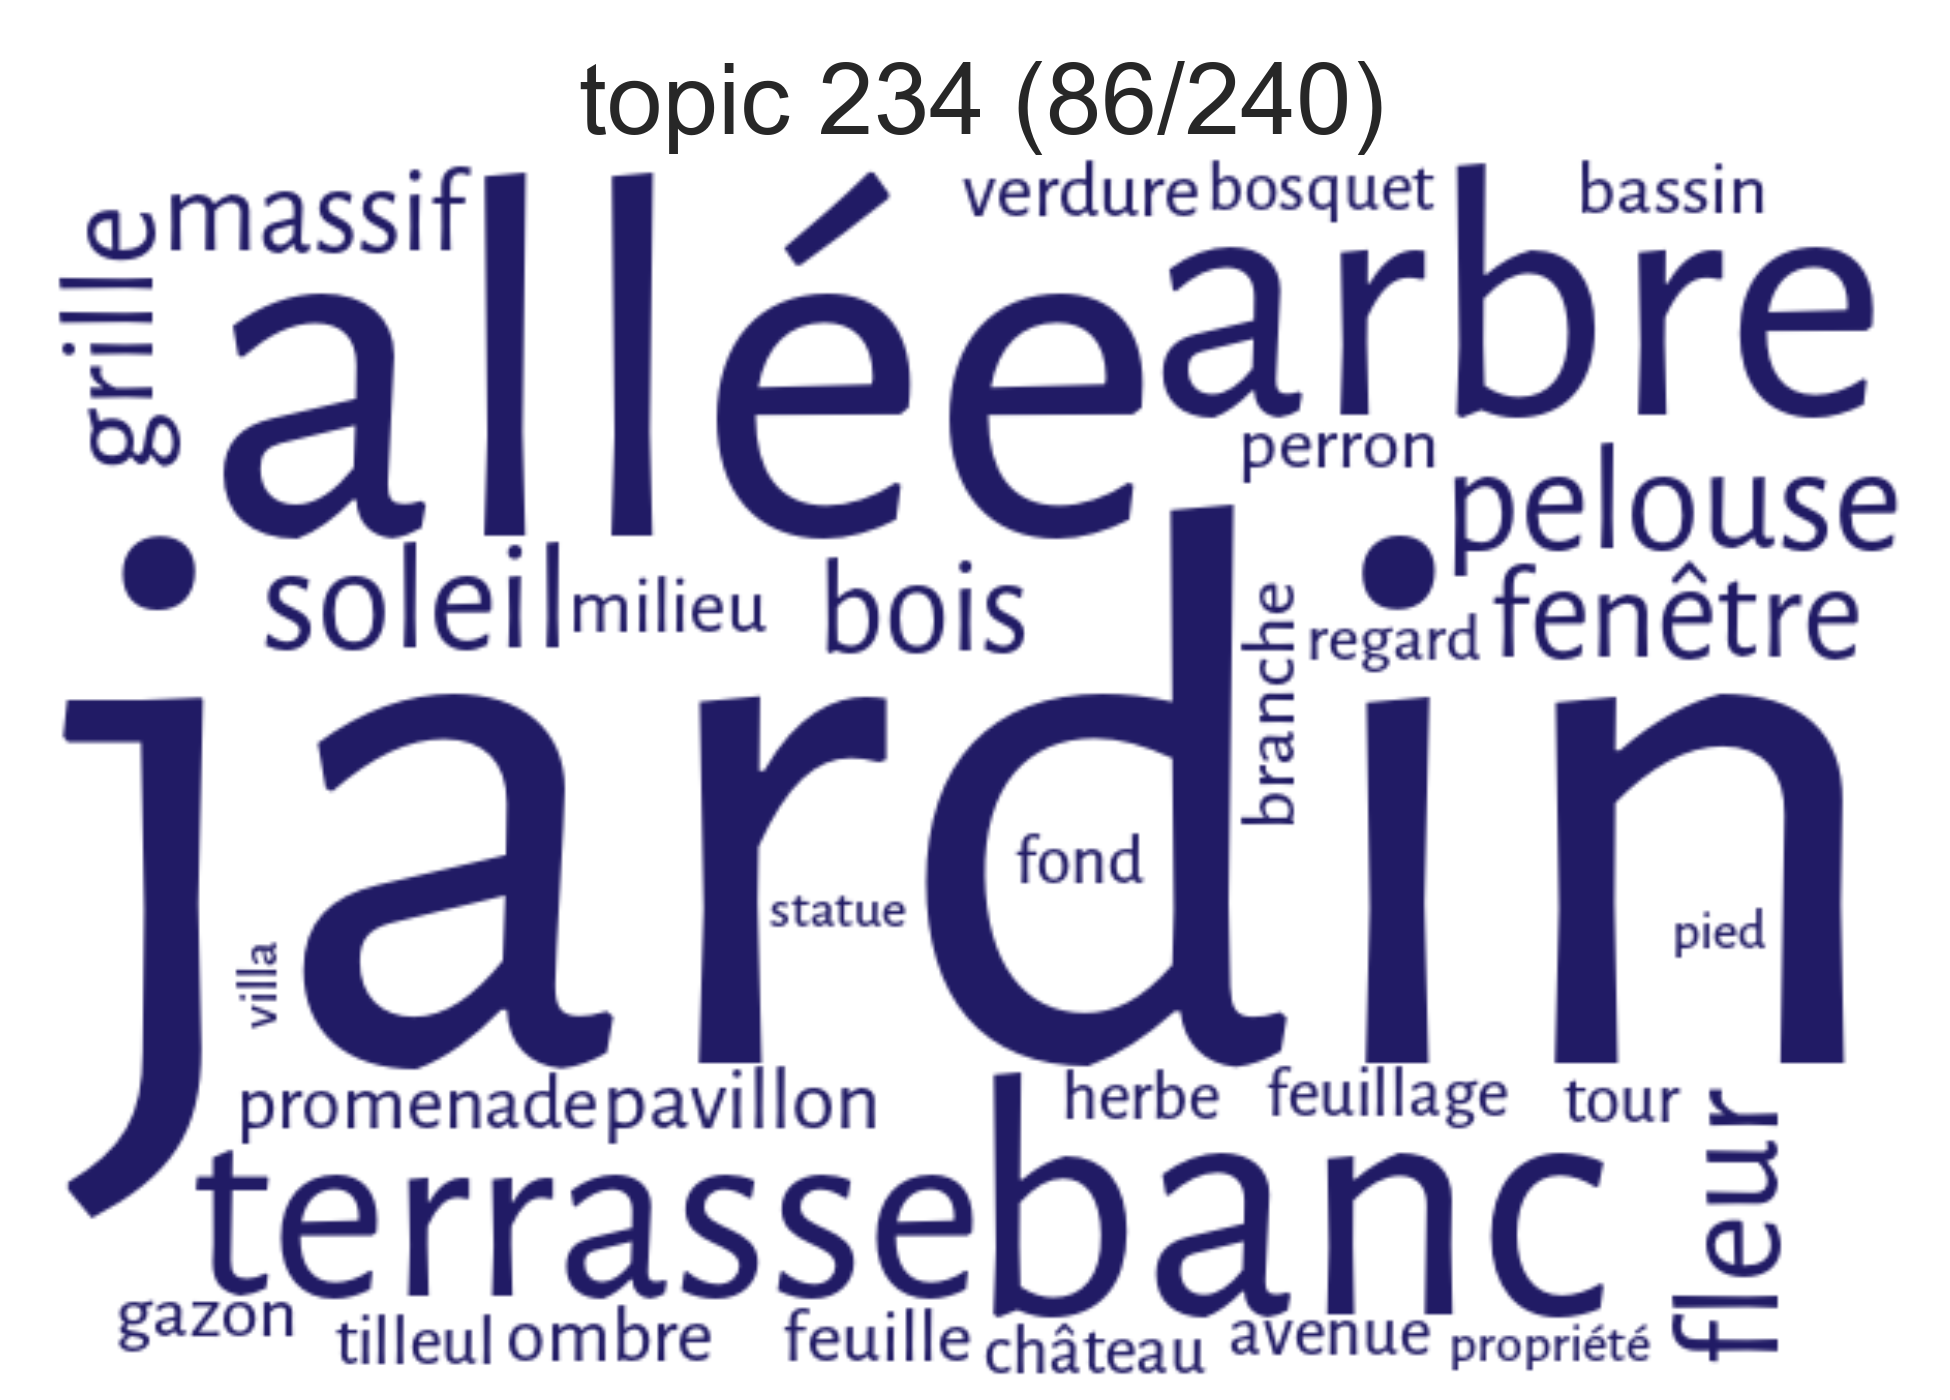 topic 234 (86/240)
grille
massif
allée
verdure
bosquet
bassin
arbre
perron
pelouse
soleil
milieu
bois
branche
regard
fenêtre
jardin
fond
statue
pied
villa
promenade
pavillon
herbe
feuillage
tour
terrasse
banc
fleur
gazon
tilleul
ombre
feuille
château
avenue
propriété